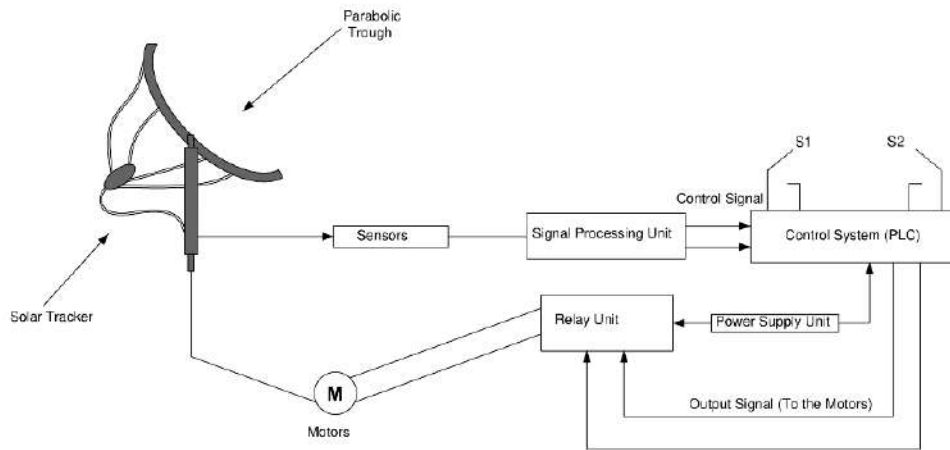 Parabolic
Trough
S1
S2
Control Signal
Sensors
Signal Processing Unit
Control System (PLC)
Solar Tracker
Relay Unit
Power Supply Unit
M
Output Signal (To the Motors)
Motors